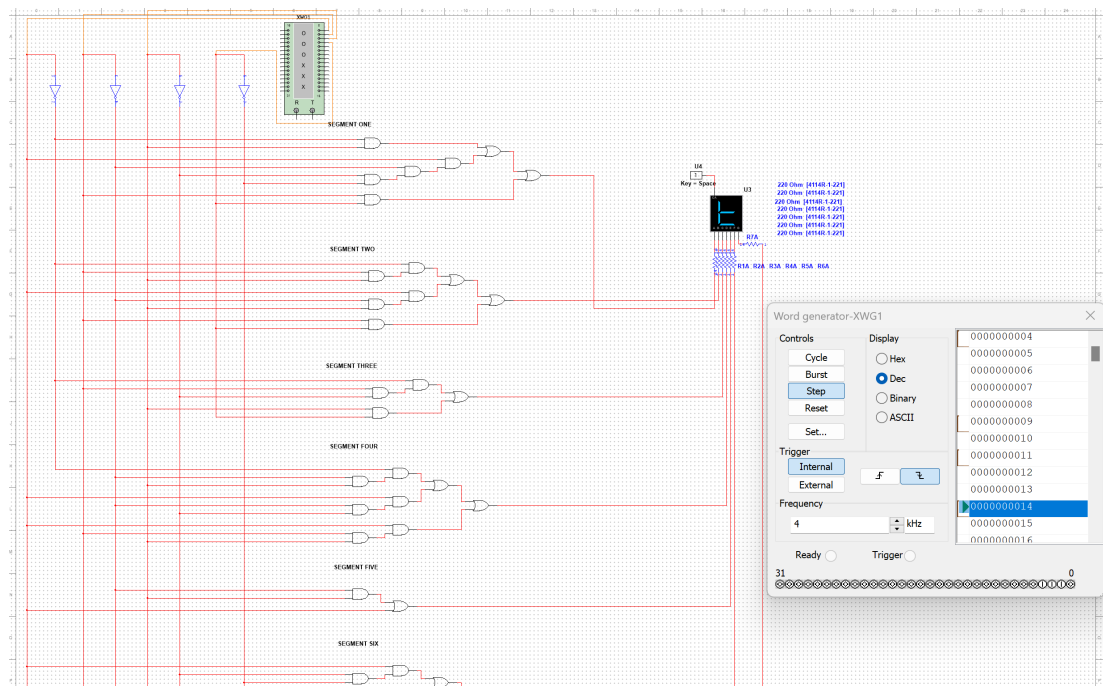 XWG1
O
O
O
X
X
X
R T
SEGMENT ONE
U4
1
Key = Space
U3
220 Ohm [4114R-1-221]
220 Ohm [4114R-1-221]
220 Ohm [4114R-1-221]
220 Ohm [4114R-1-221]
220 Ohm [4114R-1-221]
220 Ohm [4114R-1-221]
220 Ohm [4114R-1-221]
R7A
R1A R2A R3A R4A R5A R6A
SEGMENT TWO
SEGMENT THREE
SEGMENT FOUR
SEGMENT FIVE
SEGMENT SIX
Word generator-XWG1
Controls
Cycle
Burst
Step
Reset
Set...
Display
Hex
Dec
Binary
ASCII
Trigger
Internal
External
Frequency
4 kHz
Ready Trigger
31 0
0000000004
0000000005
0000000006
0000000007
0000000008
0000000009
0000000010
0000000011
0000000012
0000000013
0000000014
0000000015
0000000016